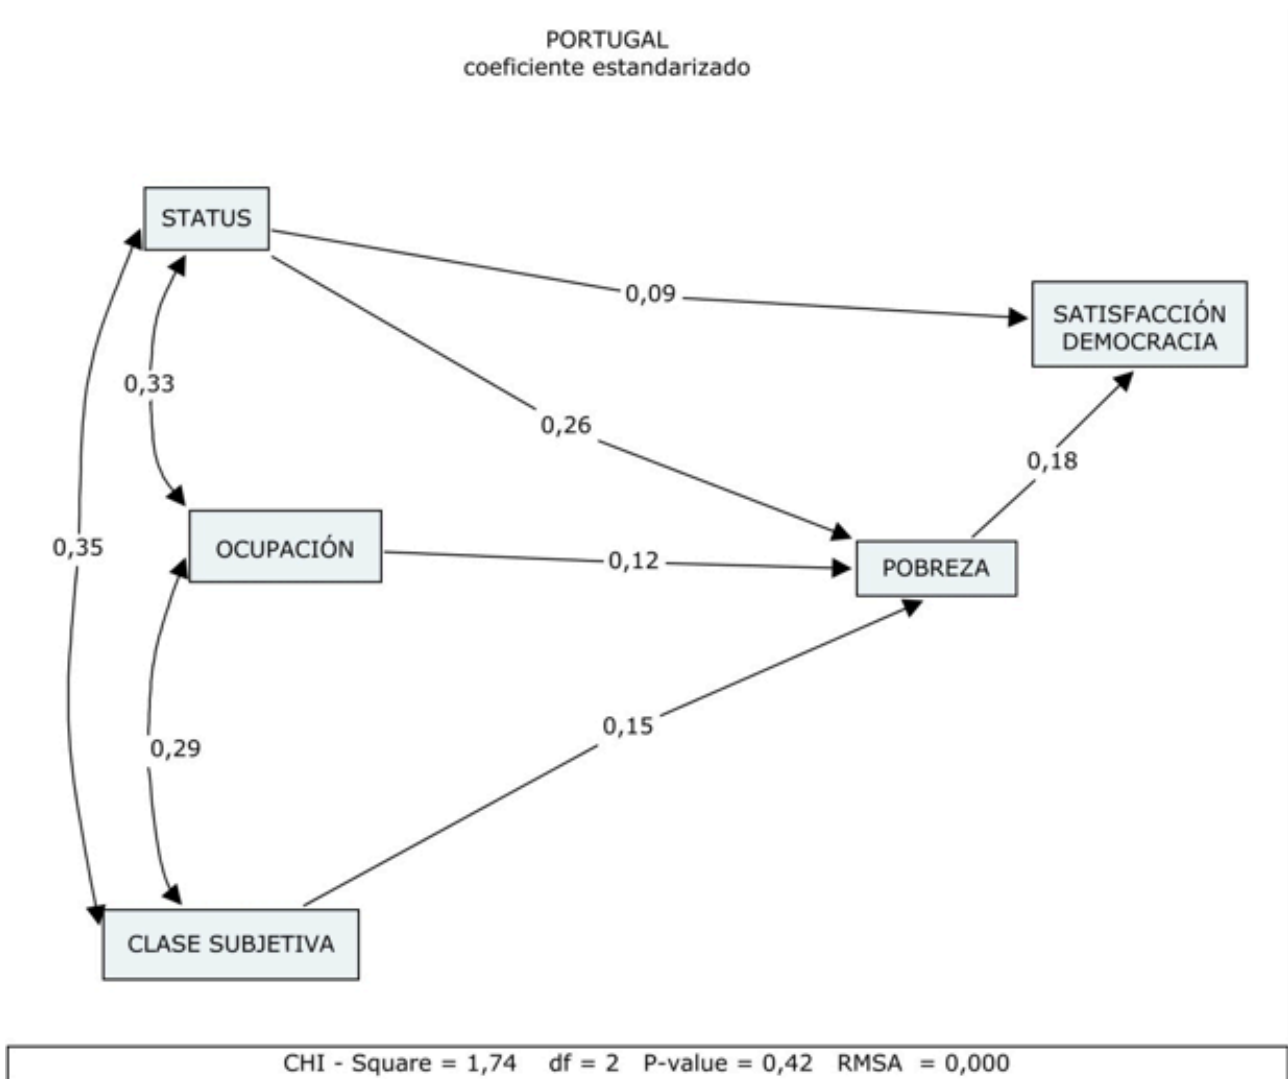 PORTUGAL
coeficiente estandarizado
STATUS
0,09
SATISFACCIÓN
DEMOCRACIA
0,33
0,26
0,18
0,35
OCUPACIÓN
0,12
POBREZA
0,15
0,29
CLASE SUBJETIVA
CHI - Square = 1,74 df = 2 P-value = 0,42 RMSA = 0,000